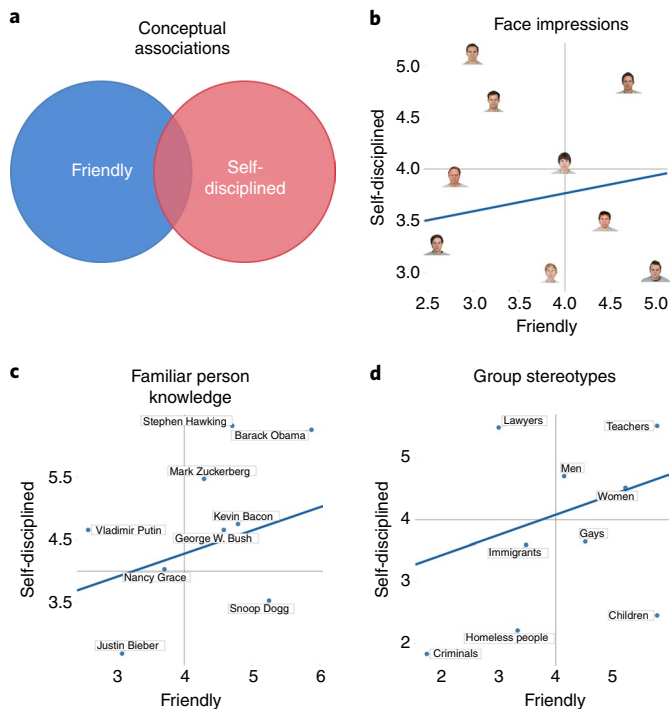 a
Conceptual
associations
Friendly
Self-
disciplined
b
Face impressions
Self-disciplined
5.0
4.5
4.0
3.5
3.0
2.5 3.0 3.5 4.0 4.5 5.0
Friendly
c
Familiar person
knowledge
Self-disciplined
5.5
4.5
3.5
Stephen Hawking
Barack Obama
Mark Zuckerberg
Kevin Bacon
Vladimir Putin
George W. Bush
Nancy Grace
Snoop Dogg
Justin Bieber
3 4 5 6
Friendly
d
Group stereotypes
Self-disciplined
5
4
3
2
Lawyers
Teachers
Men
Women
Gays
Immigrants
Children
Homeless people
Criminals
2 3 4 5
Friendly